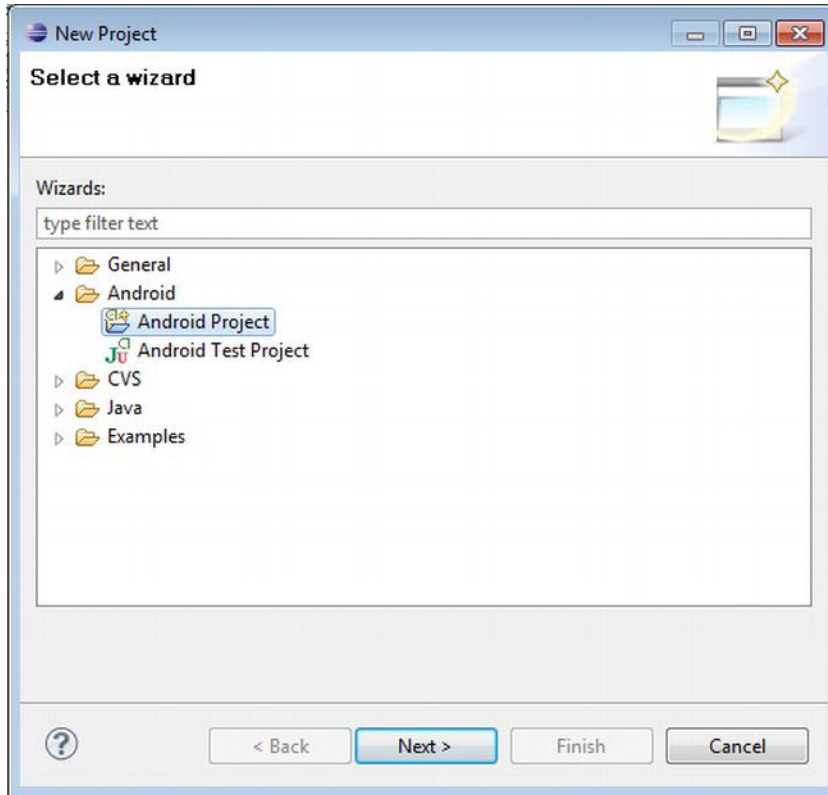 New Project
Select a wizard
Wizards:
type filter text
General
Android
Android Project
Android Test Project
CVS
Java
Examples
< Back Next > Finish Cancel